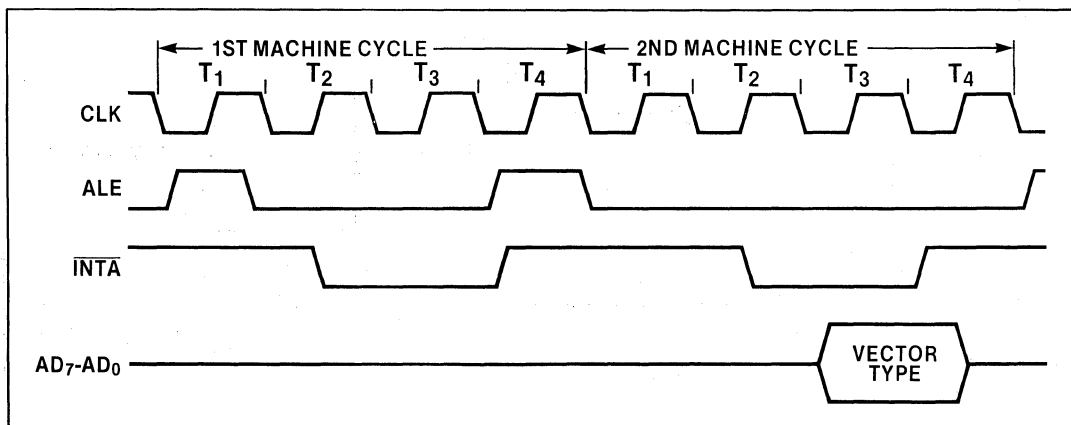 1ST MACHINE CYCLE 2ND MACHINE CYCLE
T1 T2 T3 T4 T1 T2 T3 T4
CLK
ALE
INTA
AD7-AD0
VECTOR
TYPE